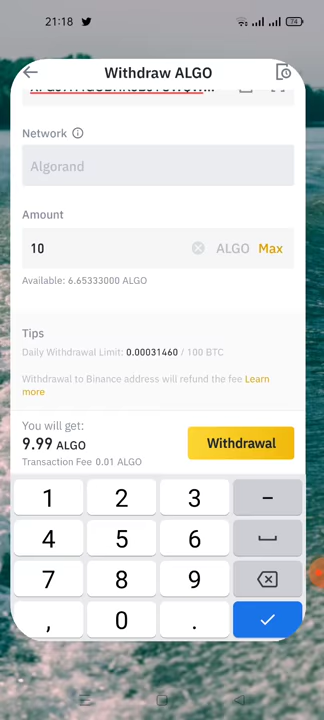 21:18
74
Withdraw ALGO
Network
Algorand
Amount
10 ALGO Max
Available: 6.65333000 ALGO
Tips
Daily Withdrawal Limit: 0.00031460 / 100 BTC
Withdrawal to Binance address will refund the fee Learn
more
You will get:
9.99 ALGO
Withdrawal
Transaction Fee 0.01 ALGO
1 2 3 -
4 5 6
7 8 9
, 0 .